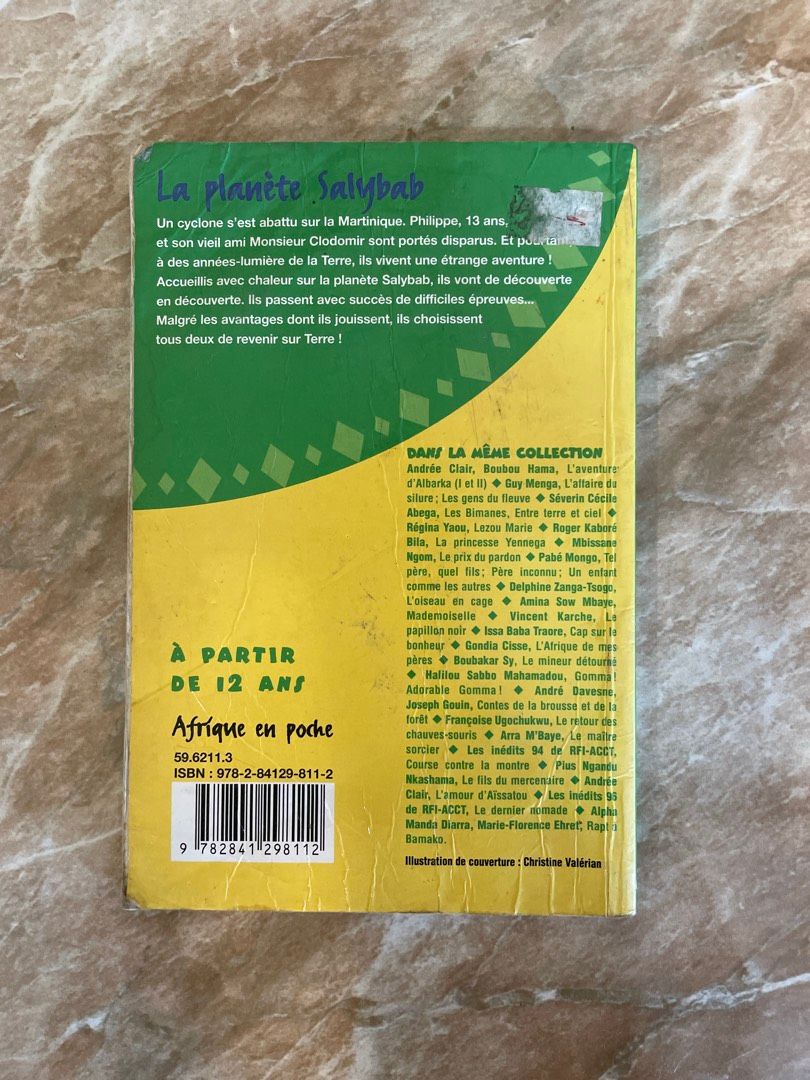 La planète Salybab
Un cyclone s'est abattu sur la Martinique. Philippe, 13 ans,
et son vieil ami Monsieur Clodomir sont portés disparus. Et pourtant,
à des années-lumière de la Terre, ils vivent une étrange aventure !
Accueillis avec chaleur sur la planète Salybab, ils vont de découverte
en découverte. Ils passent avec succès de difficiles épreuves...
Malgré les avantages dont ils jouissent, ils choisissent
tous deux de revenir sur Terre !
DANS LA MÊME COLLECTION
Andrée Clair, Boubou Hama, L'aventure
d'Albarka (I et II) ◆ Guy Menga, L'affaire du
silure ; Les gens du fleuve ◆ Séverin Cécile
Abega, Les Bimanes, Entre terre et ciel ◆
Régina Yaou, Lezou Marie ◆ Roger Kaboré
Bila, La princesse Yennega ◆ Mbissane
Ngom, Le prix du pardon ◆ Pabé Mongo, Tel
père, quel fils ; Père inconnu ; Un enfant
comme les autres ◆ Delphine Zanga-Tsogo,
L'oiseau en cage ◆ Amina Sow Mbaye,
Mademoiselle ◆ Vincent Karche, Le
papillon noir ◆ Issa Baba Traore, Cap sur le
bonheur ◆ Gondia Cisse, L'Afrique de mes
pères ◆ Boubakar Sy, Le mineur détourné
◆ Halilou Sabbo Mahamadou, Gomma !
Adorable Gomma ! ◆ André Davesne,
Joseph Gouin, Contes de la brousse et de la
forêt ◆ Françoise Ugochukwu, Le retour des
chauves-souris ◆ Arra M'Baye, Le maître
sorcier ◆ Les inédits 94 de RFI-ACCT,
Course contre la montre ◆ Pius Ngandu
Nkashama, Le fils du mercenaire ◆ Andrée
Clair, L'amour d'Aïssatou ◆ Les inédits 96
de RFI-ACCT, Le dernier nomade ◆ Alpha
Manda Diarra, Marie-Florence Ehret, Rapt à
Bamako.
Illustration de couverture : Christine Valérian
À PARTIR
DE 12 ANS
Afrique en poche
59.6211.3
ISBN : 978-2-84129-811-2
9 782841 298112